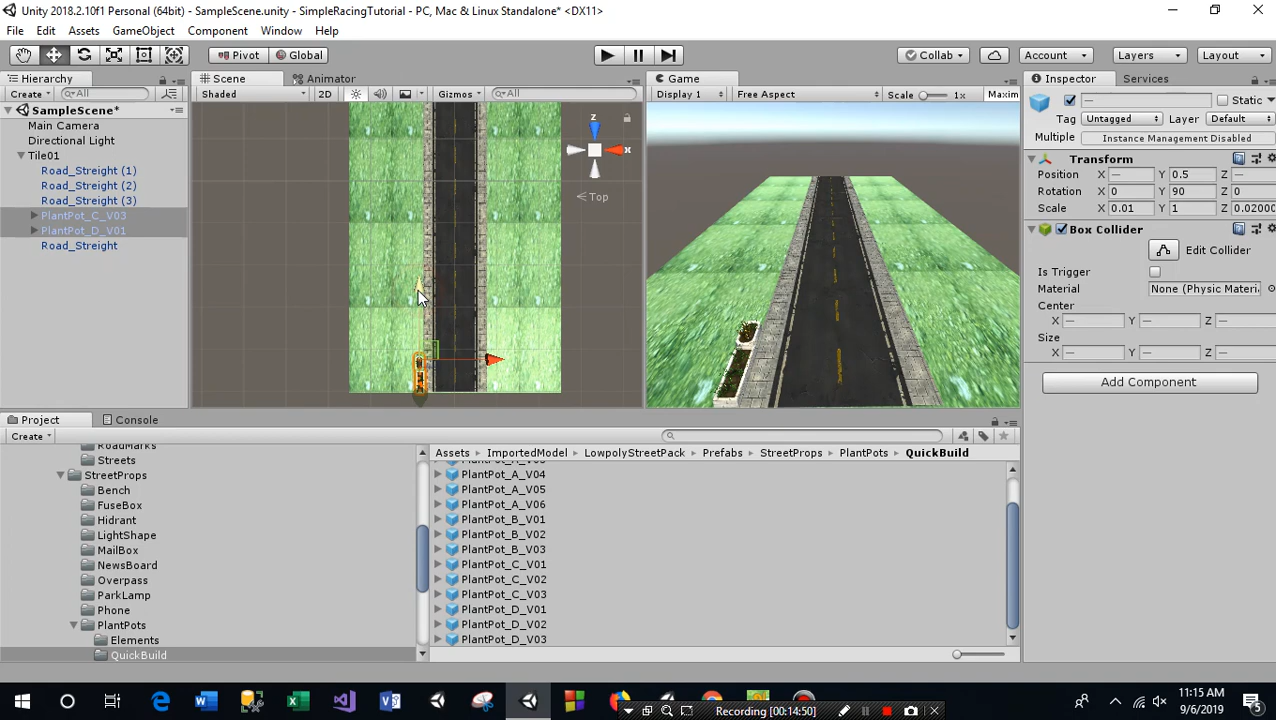 Unity 2018.2.10f1 Personal (64bit) - SampleScene.unity - SimpleRacingTutorial - PC, Mac & Linux Standalone* <DX11>
File Edit Assets GameObject Component Window Help
Pivot Global Collab Account Layers Layout
Hierarchy Scene Animator Game Inspector Services
Create All Shaded 2D Gizmos All Display 1 Free Aspect Scale 1x Maxim Static
SampleScene*
Main Camera
Directional Light
Tile01
Road_Streight (1)
Road_Streight (2)
Road_Streight (3)
PlantPot_C_V03
PlantPot_D_V01
Road_Streight
z
x
Top
Tag Untagged Layer Default
Multiple Instance Management Disabled
Transform
Position X — Y 0.5 Z —
Rotation X 0 Y 90 Z 0
Scale X 0.01 Y 1 Z 0.02000
Box Collider
Edit Collider
Is Trigger
Material None (Physic Materi
Center
X — Y — Z —
Size
X — Y — Z —
Add Component
Project Console
Create
RoadMarks
Streets
StreetProps
Bench
FuseBox
Hidrant
LightShape
MailBox
NewsBoard
Overpass
ParkLamp
Phone
PlantPots
Elements
QuickBuild
Assets ImportedModel LowpolyStreetPack Prefabs StreetProps PlantPots QuickBuild
PlantPot_A_V04
PlantPot_A_V05
PlantPot_A_V06
PlantPot_B_V01
PlantPot_B_V02
PlantPot_B_V03
PlantPot_C_V01
PlantPot_C_V02
PlantPot_C_V03
PlantPot_D_V01
PlantPot_D_V02
PlantPot_D_V03
Recording [00:14:50]
11:15 AM
9/6/2019
5